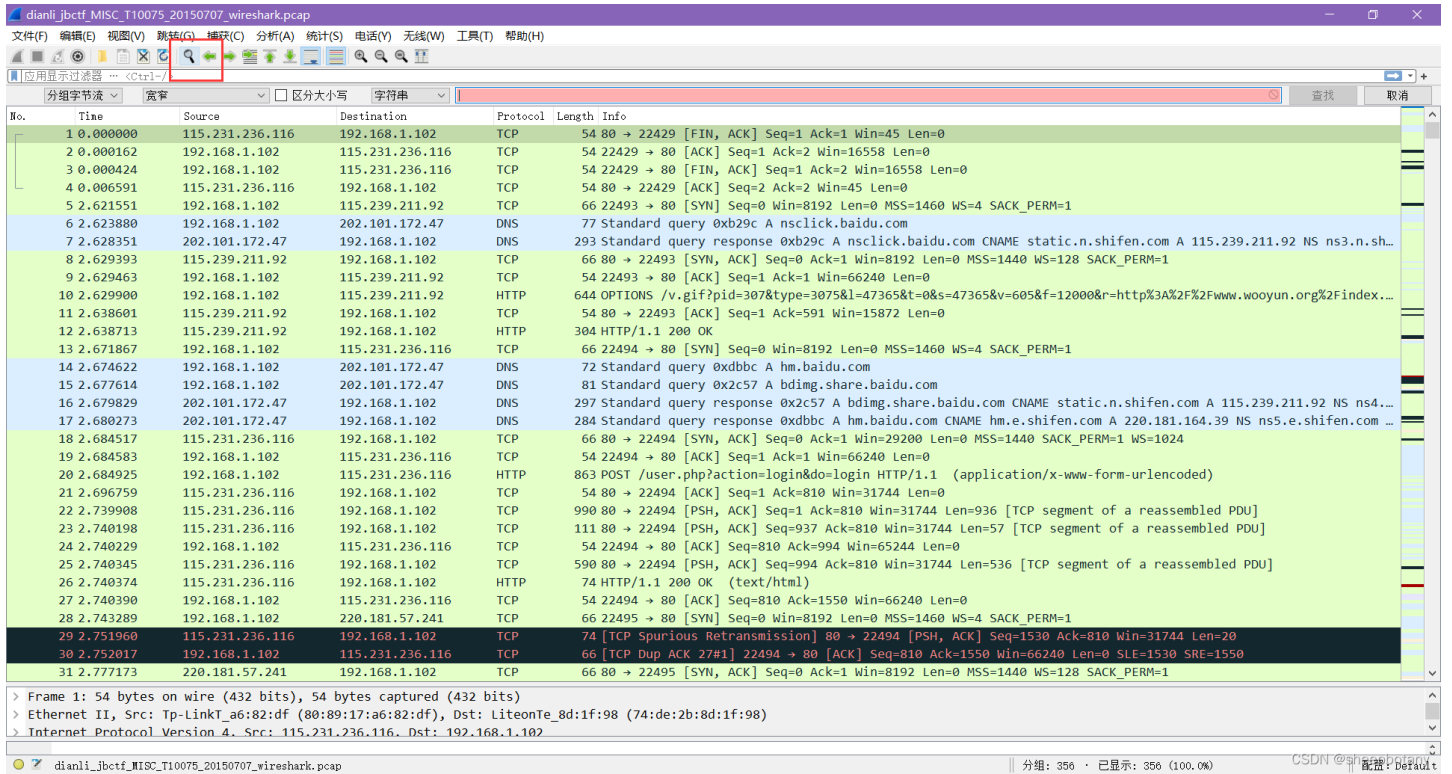 dianli_jbctf_MISC_T10075_20150707_wireshark.pcap
文件(F) 编辑(E) 视图(V) 跳转(G) 捕获(C) 分析(A) 统计(S) 电话(Y) 无线(W) 工具(T) 帮助(H)
应用显示过滤器 … <Ctrl-/>
分组字节流 宽窄 区分大小写 字符串 查找 取消
No. Time Source Destination Protocol Length Info
1 0.000000 115.231.236.116 192.168.1.102 TCP 54 80 → 22429 [FIN, ACK] Seq=1 Ack=1 Win=45 Len=0
2 0.000162 192.168.1.102 115.231.236.116 TCP 54 22429 → 80 [ACK] Seq=1 Ack=2 Win=16558 Len=0
3 0.000424 192.168.1.102 115.231.236.116 TCP 54 22429 → 80 [FIN, ACK] Seq=1 Ack=2 Win=16558 Len=0
4 0.006591 115.231.236.116 192.168.1.102 TCP 54 80 → 22429 [ACK] Seq=2 Ack=2 Win=45 Len=0
5 2.621551 192.168.1.102 115.239.211.92 TCP 66 22493 → 80 [SYN] Seq=0 Win=8192 Len=0 MSS=1460 WS=4 SACK_PERM=1
6 2.623880 192.168.1.102 202.101.172.47 DNS 77 Standard query 0xb29c A nsclick.baidu.com
7 2.628351 202.101.172.47 192.168.1.102 DNS 293 Standard query response 0xb29c A nsclick.baidu.com CNAME static.n.shifen.com A 115.239.211.92 NS ns3.n.sh…
8 2.629393 115.239.211.92 192.168.1.102 TCP 66 80 → 22493 [SYN, ACK] Seq=0 Ack=1 Win=8192 Len=0 MSS=1440 WS=128 SACK_PERM=1
9 2.629463 192.168.1.102 115.239.211.92 TCP 54 22493 → 80 [ACK] Seq=1 Ack=1 Win=66240 Len=0
10 2.629900 192.168.1.102 115.239.211.92 HTTP 644 OPTIONS /v.gif?pid=307&type=3075&l=47365&t=0&s=47365&v=605&f=12000&r=http%3A%2F%2Fwww.wooyun.org%2Findex.…
11 2.638601 115.239.211.92 192.168.1.102 TCP 54 80 → 22493 [ACK] Seq=1 Ack=591 Win=15872 Len=0
12 2.638713 115.239.211.92 192.168.1.102 HTTP 304 HTTP/1.1 200 OK
13 2.671867 192.168.1.102 115.231.236.116 TCP 66 22494 → 80 [SYN] Seq=0 Win=8192 Len=0 MSS=1460 WS=4 SACK_PERM=1
14 2.674622 192.168.1.102 202.101.172.47 DNS 72 Standard query 0xdbbc A hm.baidu.com
15 2.677614 192.168.1.102 202.101.172.47 DNS 81 Standard query 0x2c57 A bdimg.share.baidu.com
16 2.679829 202.101.172.47 192.168.1.102 DNS 297 Standard query response 0x2c57 A bdimg.share.baidu.com CNAME static.n.shifen.com A 115.239.211.92 NS ns4.…
17 2.680273 202.101.172.47 192.168.1.102 DNS 284 Standard query response 0xdbbc A hm.baidu.com CNAME hm.e.shifen.com A 220.181.164.39 NS ns5.e.shifen.com …
18 2.684517 115.231.236.116 192.168.1.102 TCP 66 80 → 22494 [SYN, ACK] Seq=0 Ack=1 Win=29200 Len=0 MSS=1440 SACK_PERM=1 WS=1024
19 2.684583 192.168.1.102 115.231.236.116 TCP 54 22494 → 80 [ACK] Seq=1 Ack=1 Win=66240 Len=0
20 2.684925 192.168.1.102 115.231.236.116 HTTP 863 POST /user.php?action=login&do=login HTTP/1.1 (application/x-www-form-urlencoded)
21 2.696759 115.231.236.116 192.168.1.102 TCP 54 80 → 22494 [ACK] Seq=1 Ack=810 Win=31744 Len=0
22 2.739908 115.231.236.116 192.168.1.102 TCP 990 80 → 22494 [PSH, ACK] Seq=1 Ack=810 Win=31744 Len=936 [TCP segment of a reassembled PDU]
23 2.740198 115.231.236.116 192.168.1.102 TCP 111 80 → 22494 [PSH, ACK] Seq=937 Ack=810 Win=31744 Len=57 [TCP segment of a reassembled PDU]
24 2.740229 192.168.1.102 115.231.236.116 TCP 54 22494 → 80 [ACK] Seq=810 Ack=994 Win=65244 Len=0
25 2.740345 115.231.236.116 192.168.1.102 TCP 590 80 → 22494 [PSH, ACK] Seq=994 Ack=810 Win=31744 Len=536 [TCP segment of a reassembled PDU]
26 2.740374 115.231.236.116 192.168.1.102 HTTP 74 HTTP/1.1 200 OK (text/html)
27 2.740390 192.168.1.102 115.231.236.116 TCP 54 22494 → 80 [ACK] Seq=810 Ack=1550 Win=66240 Len=0
28 2.743289 192.168.1.102 220.181.57.241 TCP 66 22495 → 80 [SYN] Seq=0 Win=8192 Len=0 MSS=1460 WS=4 SACK_PERM=1
29 2.751960 115.231.236.116 192.168.1.102 TCP 74 [TCP Spurious Retransmission] 80 → 22494 [PSH, ACK] Seq=1530 Ack=810 Win=31744 Len=20
30 2.752017 192.168.1.102 115.231.236.116 TCP 66 [TCP Dup ACK 27#1] 22494 → 80 [ACK] Seq=810 Ack=1550 Win=66240 Len=0 SLE=1530 SRE=1550
31 2.777173 220.181.57.241 192.168.1.102 TCP 66 80 → 22495 [SYN, ACK] Seq=0 Ack=1 Win=8192 Len=0 MSS=1440 WS=128 SACK_PERM=1
Frame 1: 54 bytes on wire (432 bits), 54 bytes captured (432 bits)
Ethernet II, Src: Tp-LinkT_a6:82:df (80:89:17:a6:82:df), Dst: LiteonTe_8d:1f:98 (74:de:2b:8d:1f:98)
Internet Protocol Version 4, Src: 115.231.236.116, Dst: 192.168.1.102
dianli_jbctf_MISC_T10075_20150707_wireshark.pcap 分组: 356 · 已显示: 356 (100.0%) 配置: Default
CSDN @sheepbotany